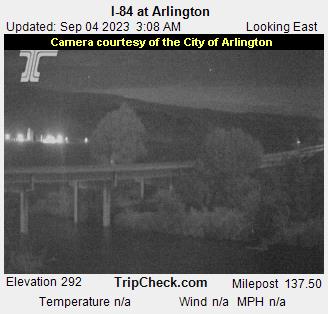 I-84 at Arlington
Updated: Sep 04 2023 3:08 AM Looking East
Camera courtesy of the City of Arlington
Elevation 292 TripCheck.com Milepost 137.50
Temperature n/a Wind n/a MPH n/a